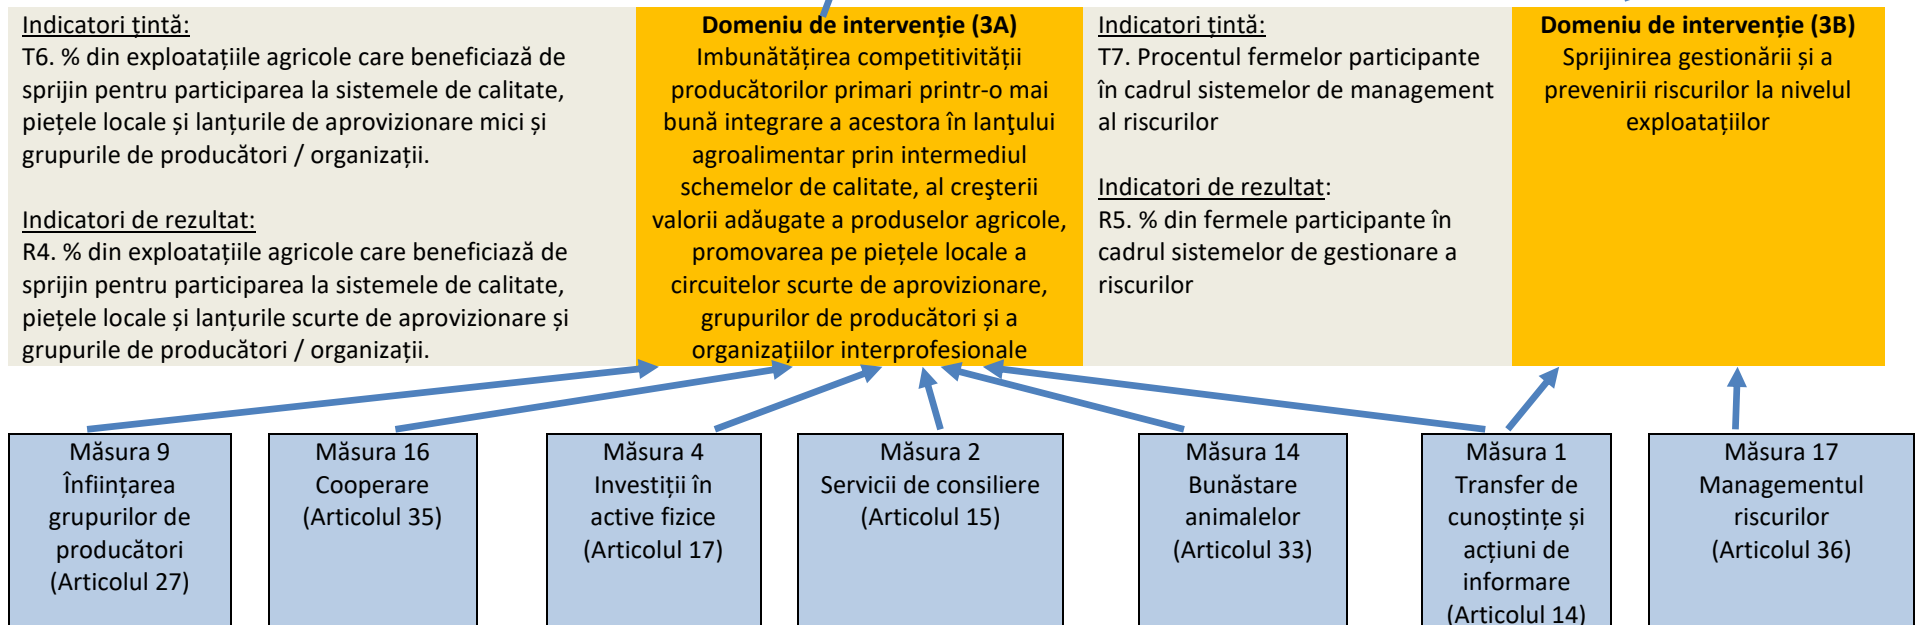 Indicatori țintă:
T6. % din exploatațiile agricole care beneficiază de
sprijin pentru participarea la sistemele de calitate,
piețele locale și lanțurile de aprovizionare mici și
grupurile de producători / organizații.
Indicatori de rezultat:
R4. % din exploatațiile agricole care beneficiază de
sprijin pentru participarea la sistemele de calitate,
piețele locale și lanțurile scurte de aprovizionare și
grupurile de producători / organizații.
Domeniu de intervenție (3A)
Imbunătățirea competitivității
producătorilor primari printr-o mai
bună integrare a acestora în lanţului
agroalimentar prin intermediul
schemelor de calitate, al creşterii
valorii adăugate a produselor agricole,
promovarea pe piețele locale a
circuitelor scurte de aprovizionare,
grupurilor de producători și a
organizațiilor interprofesionale
Indicatori țintă:
T7. Procentul fermelor participante
în cadrul sistemelor de management
al riscurilor
Indicatori de rezultat:
R5. % din fermele participante în
cadrul sistemelor de gestionare a
riscurilor
Domeniu de intervenție (3B)
Sprijinirea gestionării și a
prevenirii riscurilor la nivelul
exploatațiilor
Măsura 9
Înființarea
grupurilor de
producători
(Articolul 27)
Măsura 16
Cooperare
(Articolul 35)
Măsura 4
Investiții în
active fizice
(Articolul 17)
Măsura 2
Servicii de consiliere
(Articolul 15)
Măsura 14
Bunăstare
animalelor
(Articolul 33)
Măsura 1
Transfer de
cunoștințe și
acțiuni de
informare
(Articolul 14)
Măsura 17
Managementul
riscurilor
(Articolul 36)